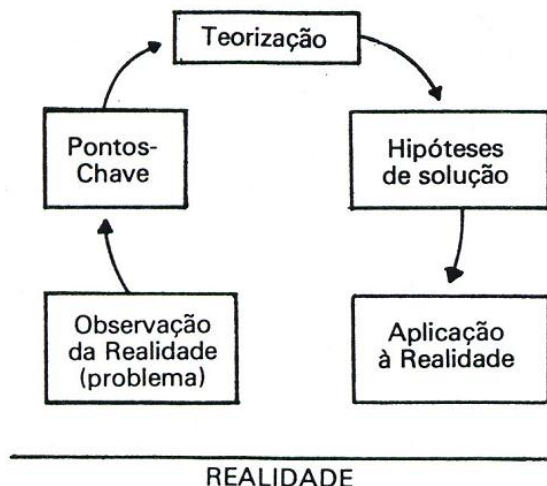 Teorização
Pontos-
Chave
Hipóteses
de solução
Observação
da Realidade
(problema)
Aplicação
à Realidade
REALIDADE